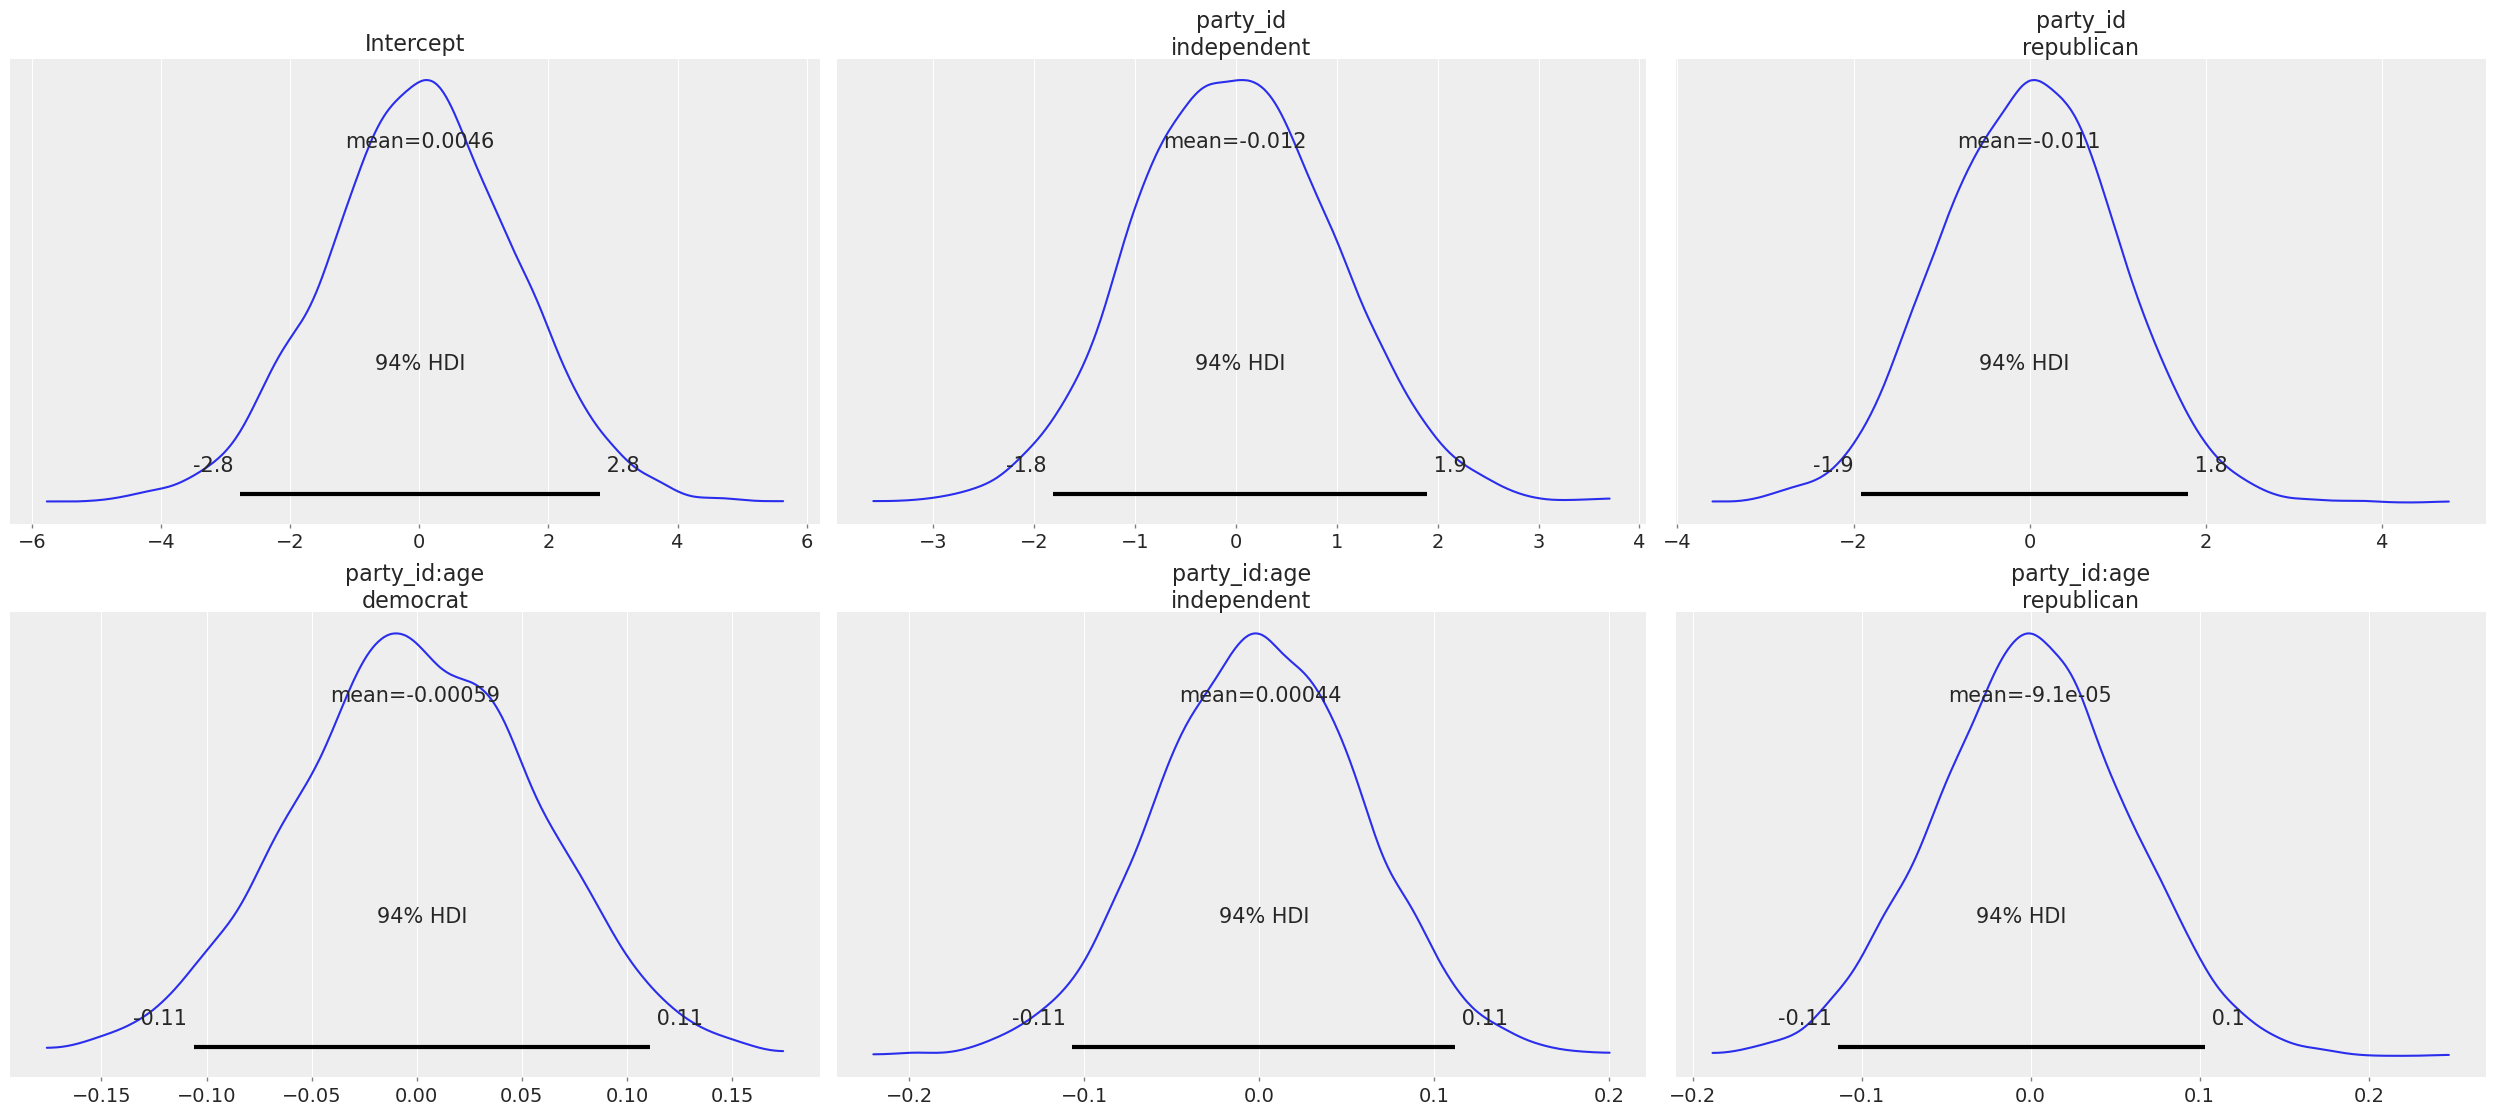 Intercept
mean=0.0046
94% HDI
-2.8 2.8
−6 −4 −2 0 2 4 6
party_id
independent
mean=-0.012
94% HDI
-1.8 1.9
−3 −2 −1 0 1 2 3 4
party_id
republican
mean=-0.011
94% HDI
-1.9 1.8
−4 −2 0 2 4
party_id:age
democrat
mean=-0.00059
94% HDI
-0.11 0.11
−0.15 −0.10 −0.05 0.00 0.05 0.10 0.15
party_id:age
independent
mean=0.00044
94% HDI
-0.11 0.11
−0.2 −0.1 0.0 0.1 0.2
party_id:age
republican
mean=-9.1e-05
94% HDI
-0.11 0.1
−0.2 −0.1 0.0 0.1 0.2